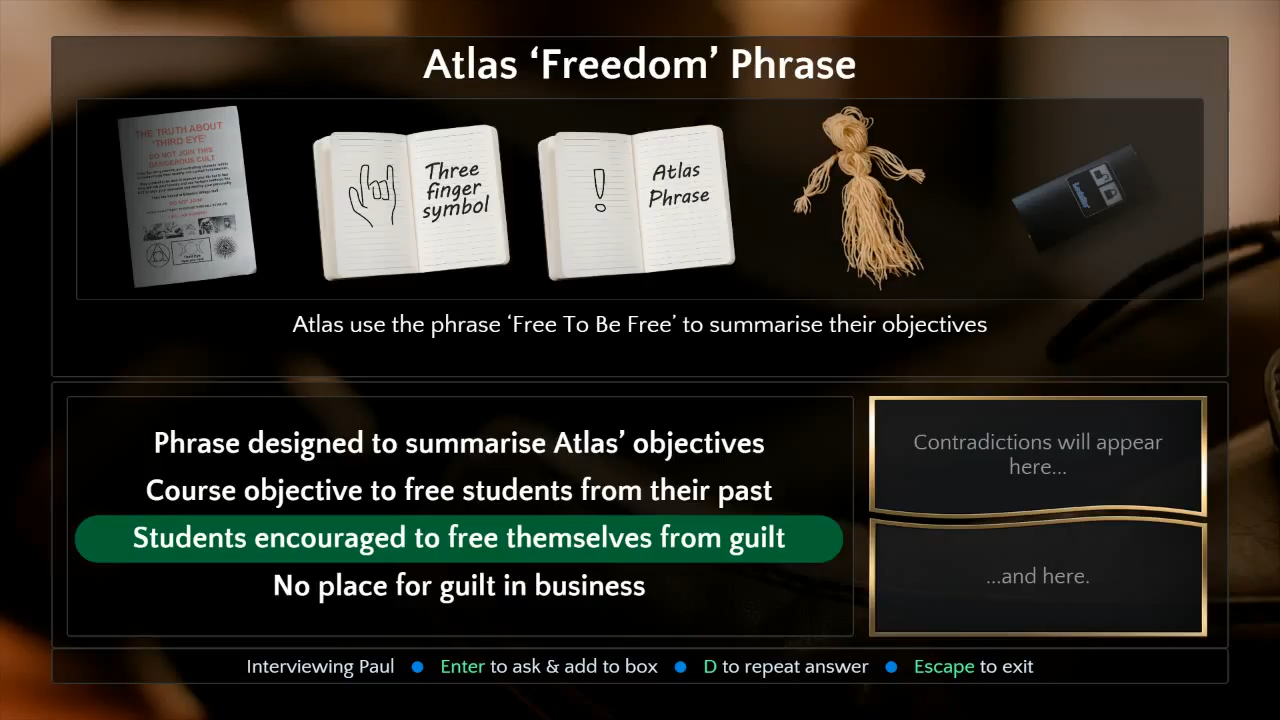 Atlas ‘Freedom’ Phrase
THE TRUTH ABOUT
‘THIRD EYE’
DO NOT JOIN THIS
DANGEROUS CULT
DO NOT JOIN
Three
finger
symbol
!
Atlas
Phrase
Atlas use the phrase ‘Free To Be Free’ to summarise their objectives
Phrase designed to summarise Atlas’ objectives
Course objective to free students from their past
Students encouraged to free themselves from guilt
No place for guilt in business
Contradictions will appear
here...
...and here.
Interviewing Paul ● Enter to ask & add to box ● D to repeat answer ● Escape to exit